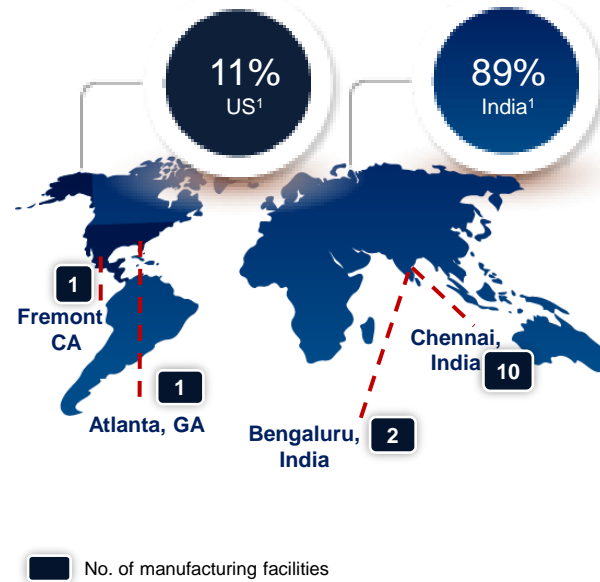 11%
US¹
89%
India¹
1
Fremont
CA
1
Atlanta, GA
Chennai,
India
10
Bengaluru,
India
2
No. of manufacturing facilities